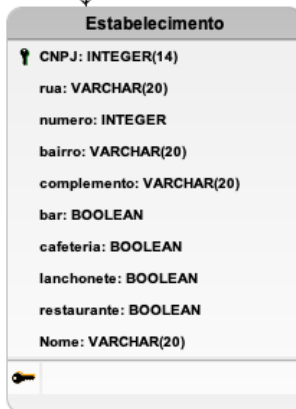 Estabelecimento
CNPJ: INTEGER(14)
rua: VARCHAR(20)
numero: INTEGER
bairro: VARCHAR(20)
complemento: VARCHAR(20)
bar: BOOLEAN
cafeteria: BOOLEAN
lanchonete: BOOLEAN
restaurante: BOOLEAN
Nome: VARCHAR(20)